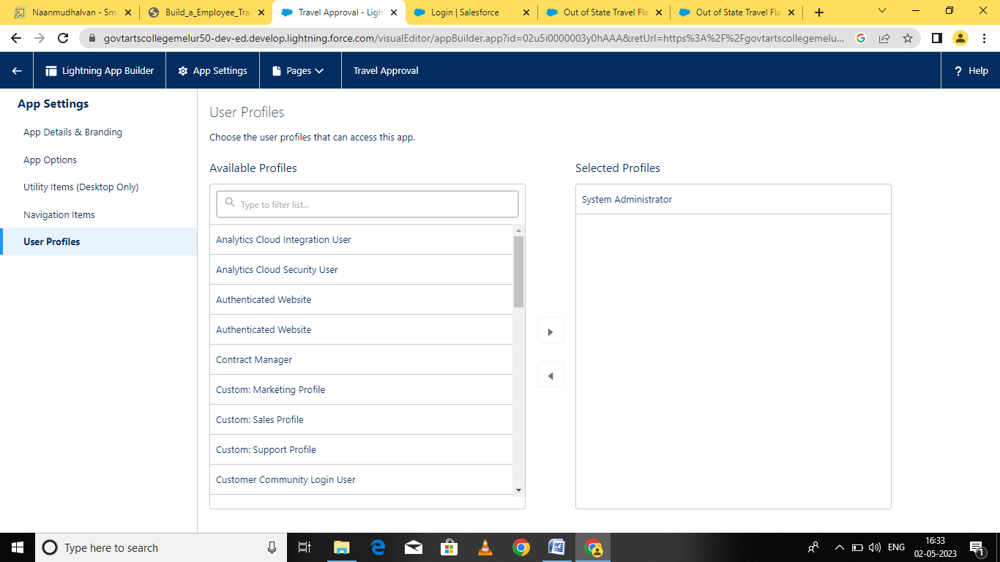 Naanmudhalvan - Sma
Build_a_Employee_Tra
Travel Approval - Ligh
Login | Salesforce
Out of State Travel Fla
Out of State Travel Fla
govtartscollegemelur50-dev-ed.develop.lightning.force.com/visualEditor/appBuilder.app?id=02u5i0000003y0hAAA&retUrl=https%3A%2F%2Fgovtartscollegemelu...
Lightning App Builder
App Settings
Pages
Travel Approval
? Help
App Settings
App Details & Branding
App Options
Utility Items (Desktop Only)
Navigation Items
User Profiles
User Profiles
Choose the user profiles that can access this app.
Available Profiles
Type to filter list...
Analytics Cloud Integration User
Analytics Cloud Security User
Authenticated Website
Authenticated Website
Contract Manager
Custom: Marketing Profile
Custom: Sales Profile
Custom: Support Profile
Customer Community Login User
Selected Profiles
System Administrator
Type here to search
ENG
16:33
02-05-2023
1